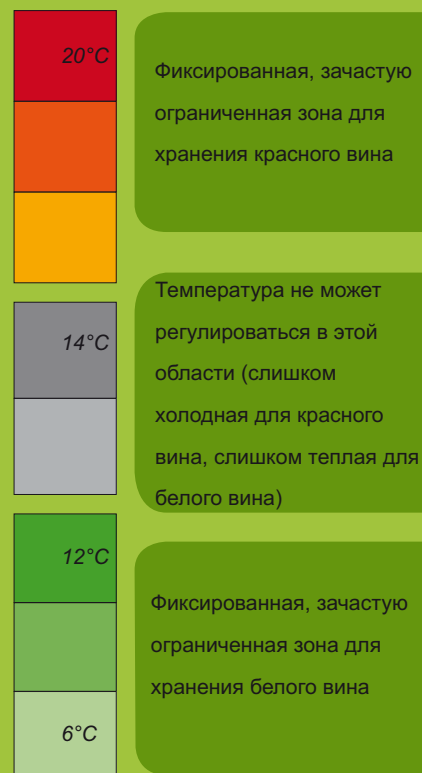 20°C
Фиксированная, зачастую
ограниченная зона для
хранения красного вина
14°C
Температура не может
регулироваться в этой
области (слишком
холодная для красного
вина, слишком теплая для
белого вина)
12°C
Фиксированная, зачастую
ограниченная зона для
хранения белого вина
6°C